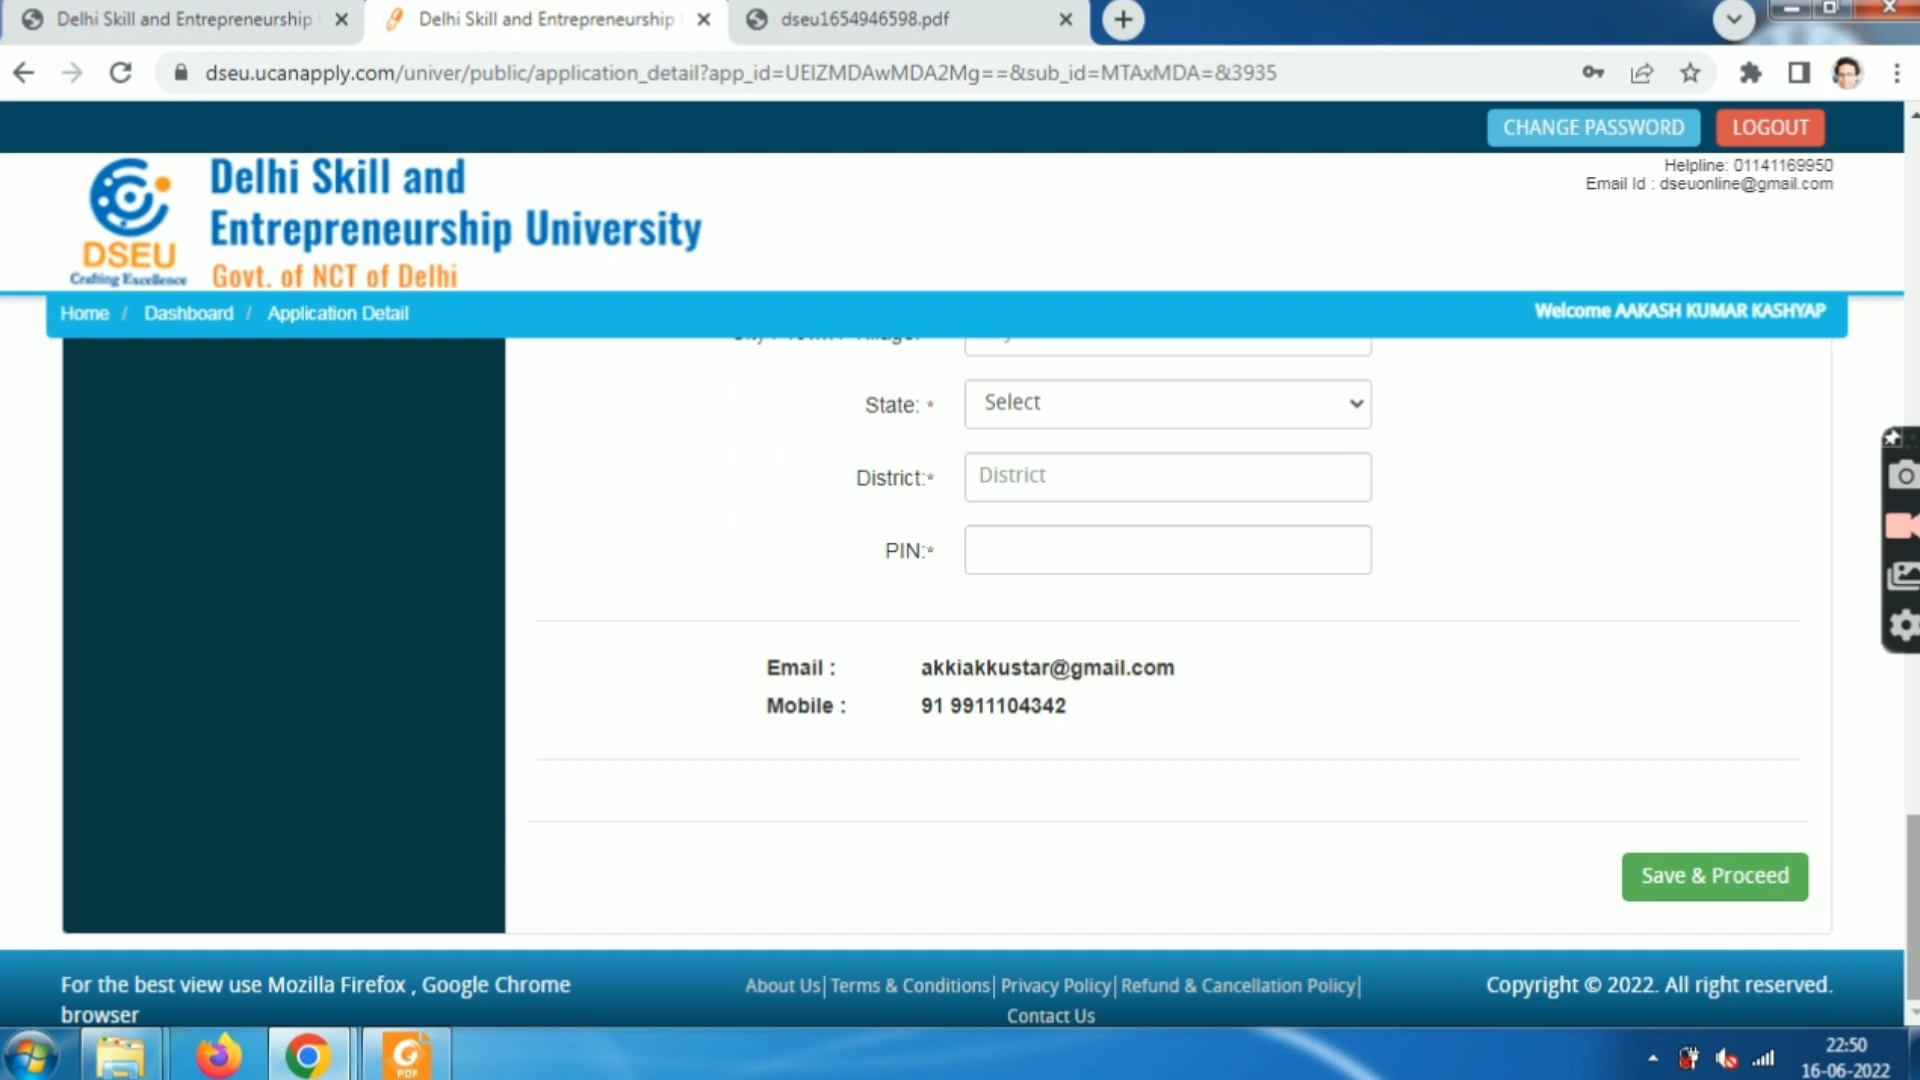 Delhi Skill and Entrepreneurship
Delhi Skill and Entrepreneurship
dseu1654946598.pdf
dseu.ucanapply.com/univer/public/application_detail?app_id=UEIZMDAwMDA2Mg==&sub_id=MTAxMDA=&3935
CHANGE PASSWORD
LOGOUT
Helpline: 01141169950
Email Id : dseuonline@gmail.com
DSEU
Crafting Excellence
Delhi Skill and
Entrepreneurship University
Govt. of NCT of Delhi
Home / Dashboard / Application Detail
Welcome AAKASH KUMAR KASHYAP
State: *
Select
District:*
District
PIN:*
Email :
akkiakkustar@gmail.com
Mobile :
91 9911104342
Save & Proceed
For the best view use Mozilla Firefox , Google Chrome
browser
About Us| Terms & Conditions| Privacy Policy| Refund & Cancellation Policy|
Contact Us
Copyright © 2022. All right reserved.
PDF
22:50
16-06-2022